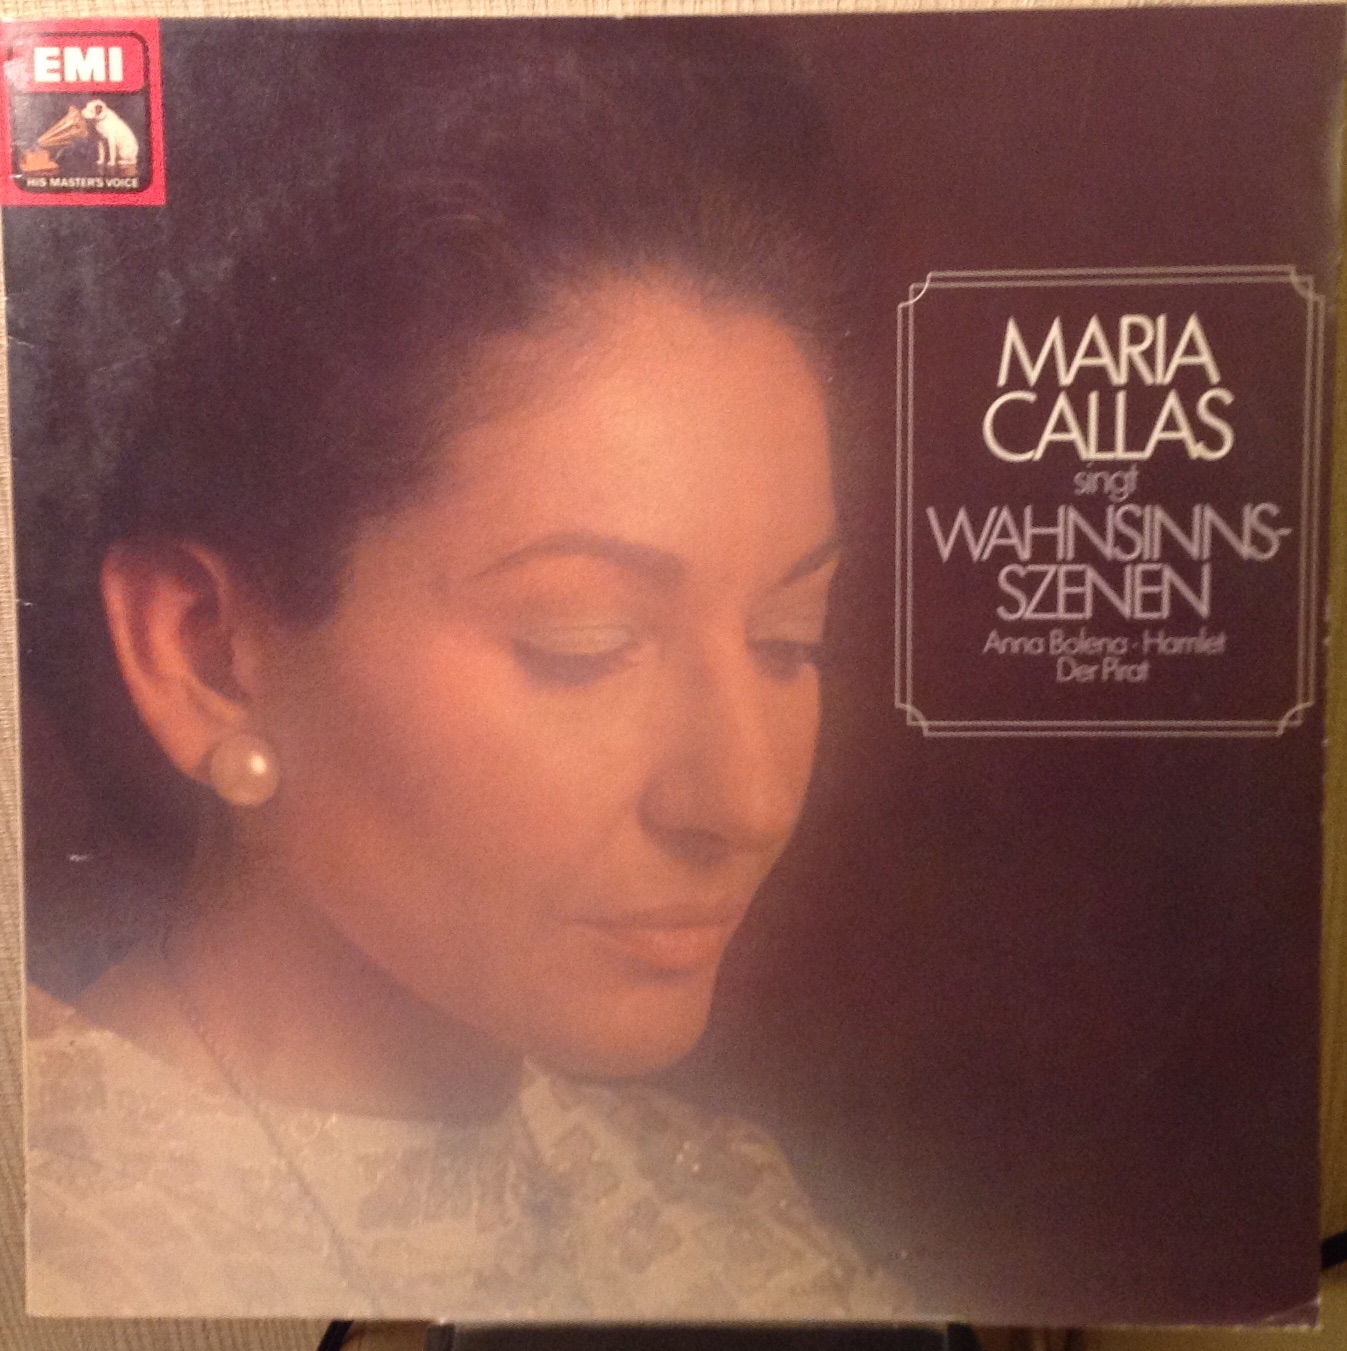 EMI
HIS MASTER'S VOICE
MARIA
CALLAS
singt
WAHNSINNS-
SZENEN
Anna Bolena · Hamlet
Der Pirat